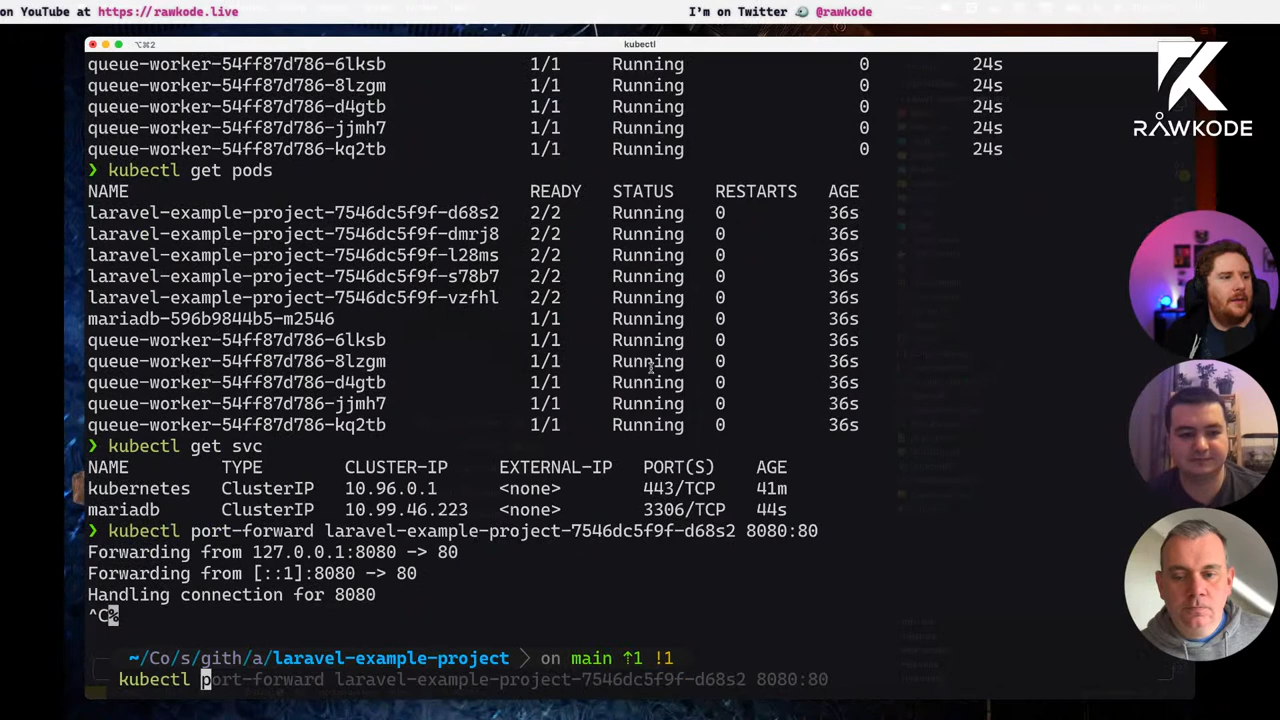 on YouTube at https://rawkode.live
I'm on Twitter @rawkode
⌥⌘2
kubectl
queue-worker-54ff87d786-6lksb 1/1 Running 0 24s
queue-worker-54ff87d786-8lzgm 1/1 Running 0 24s
queue-worker-54ff87d786-d4gtb 1/1 Running 0 24s
queue-worker-54ff87d786-jjmh7 1/1 Running 0 24s
queue-worker-54ff87d786-kq2tb 1/1 Running 0 24s
❯ kubectl get pods
NAME READY STATUS RESTARTS AGE
laravel-example-project-7546dc5f9f-d68s2 2/2 Running 0 36s
laravel-example-project-7546dc5f9f-dmrj8 2/2 Running 0 36s
laravel-example-project-7546dc5f9f-l28ms 2/2 Running 0 36s
laravel-example-project-7546dc5f9f-s78b7 2/2 Running 0 36s
laravel-example-project-7546dc5f9f-vzfhl 2/2 Running 0 36s
mariadb-596b9844b5-m2546 1/1 Running 0 36s
queue-worker-54ff87d786-6lksb 1/1 Running 0 36s
queue-worker-54ff87d786-8lzgm 1/1 Running 0 36s
queue-worker-54ff87d786-d4gtb 1/1 Running 0 36s
queue-worker-54ff87d786-jjmh7 1/1 Running 0 36s
queue-worker-54ff87d786-kq2tb 1/1 Running 0 36s
❯ kubectl get svc
NAME TYPE CLUSTER-IP EXTERNAL-IP PORT(S) AGE
kubernetes ClusterIP 10.96.0.1 <none> 443/TCP 41m
mariadb ClusterIP 10.99.46.223 <none> 3306/TCP 44s
❯ kubectl port-forward laravel-example-project-7546dc5f9f-d68s2 8080:80
Forwarding from 127.0.0.1:8080 -> 80
Forwarding from [::1]:8080 -> 80
Handling connection for 8080
^C%
~/Co/s/gith/a/laravel-example-project > on main ⇡1 !1
kubectl port-forward laravel-example-project-7546dc5f9f-d68s2 8080:80
RAWKODE